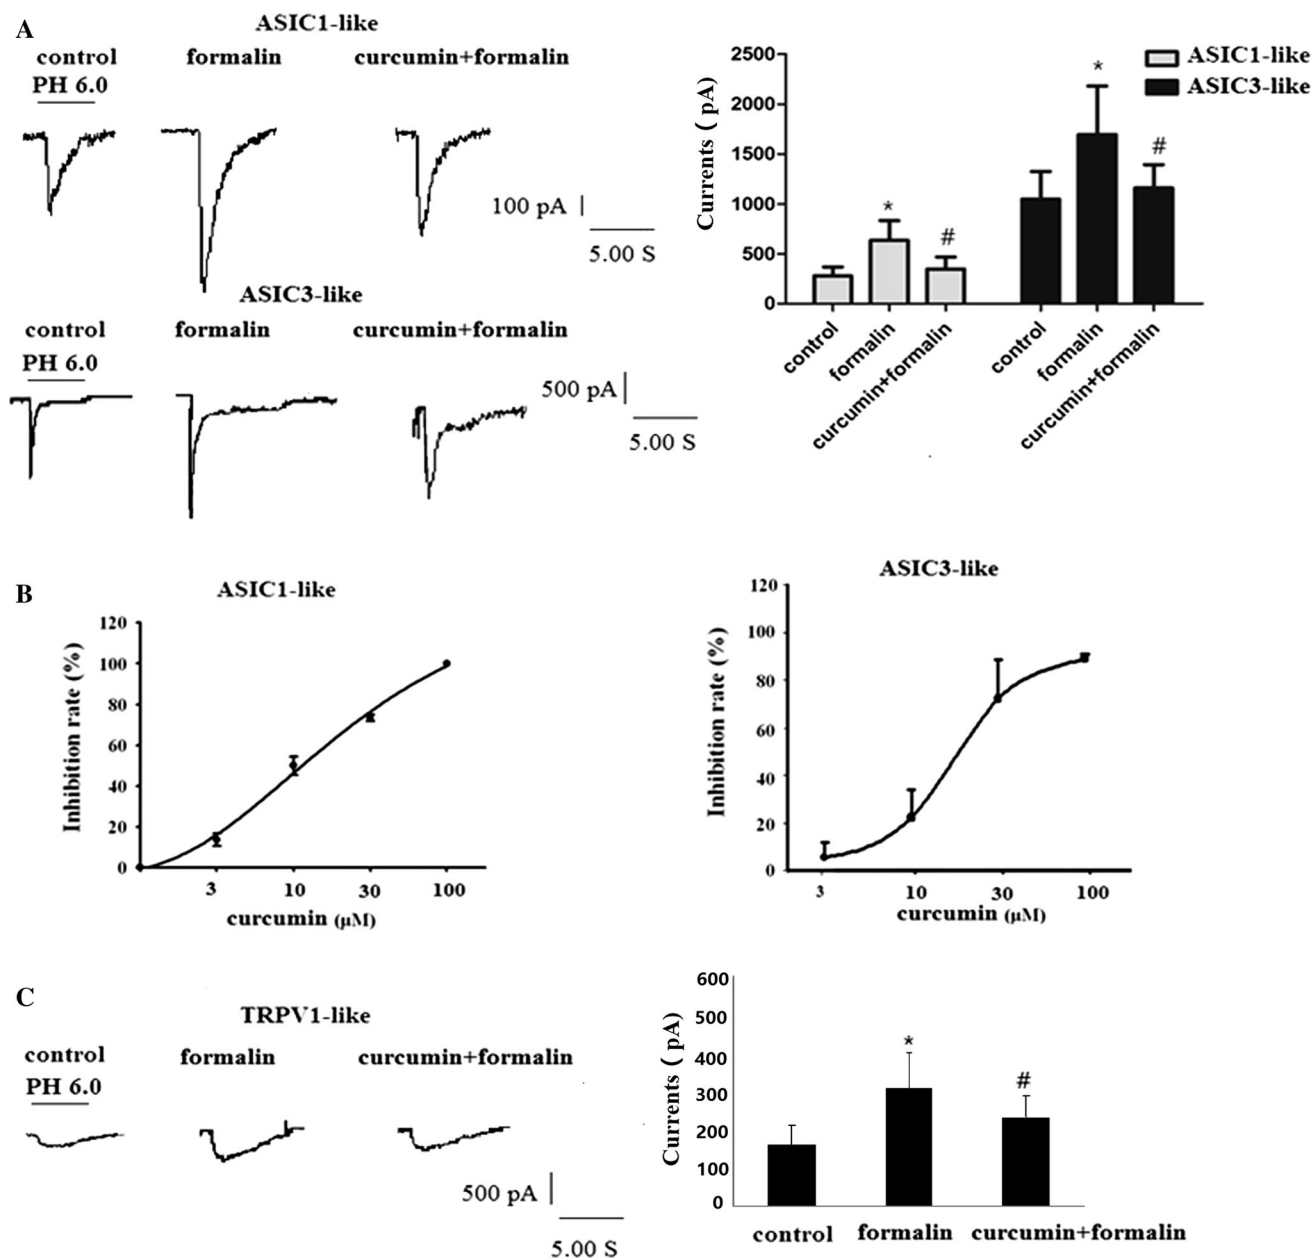 A
ASIC1-like
control formalin curcumin+formalin
PH 6.0
100 pA
5.00 S
ASIC3-like
control formalin curcumin+formalin
PH 6.0
500 pA
5.00 S
Currents ( pA)
2500
2000
1500
1000
500
0
ASIC1-like
ASIC3-like
*
#
*
#
control formalin curcumin+formalin control formalin curcumin+formalin
B
ASIC1-like
Inhibition rate (%)
120
100
80
60
40
20
0
3 10 30 100
curcumin (μM)
ASIC3-like
Inhibition rate (%)
120
100
80
60
40
20
0
3 10 30 100
curcumin (μM)
C
TRPV1-like
control formalin curcumin+formalin
PH 6.0
500 pA
5.00 S
Currents ( pA)
600
500
400
300
200
100
0
*
#
control formalin curcumin+formalin